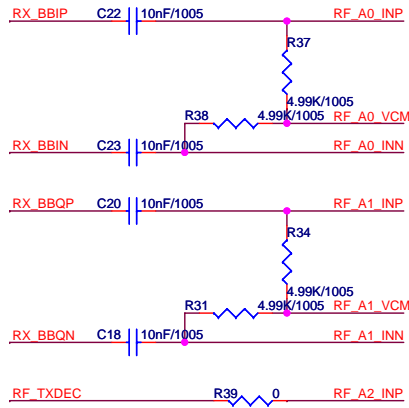 RX_BBIP C22 10nF/1005 RF_A0_INP
R37
4.99K/1005
R38 4.99K/1005 RF_A0_VCM
RX_BBIN C23 10nF/1005 RF_A0_INN
RX_BBQP C20 10nF/1005 RF_A1_INP
R34
4.99K/1005
R31 4.99K/1005 RF_A1_VCM
RX_BBQN C18 10nF/1005 RF_A1_INN
RF_TXDEC R39 0 RF_A2_INP